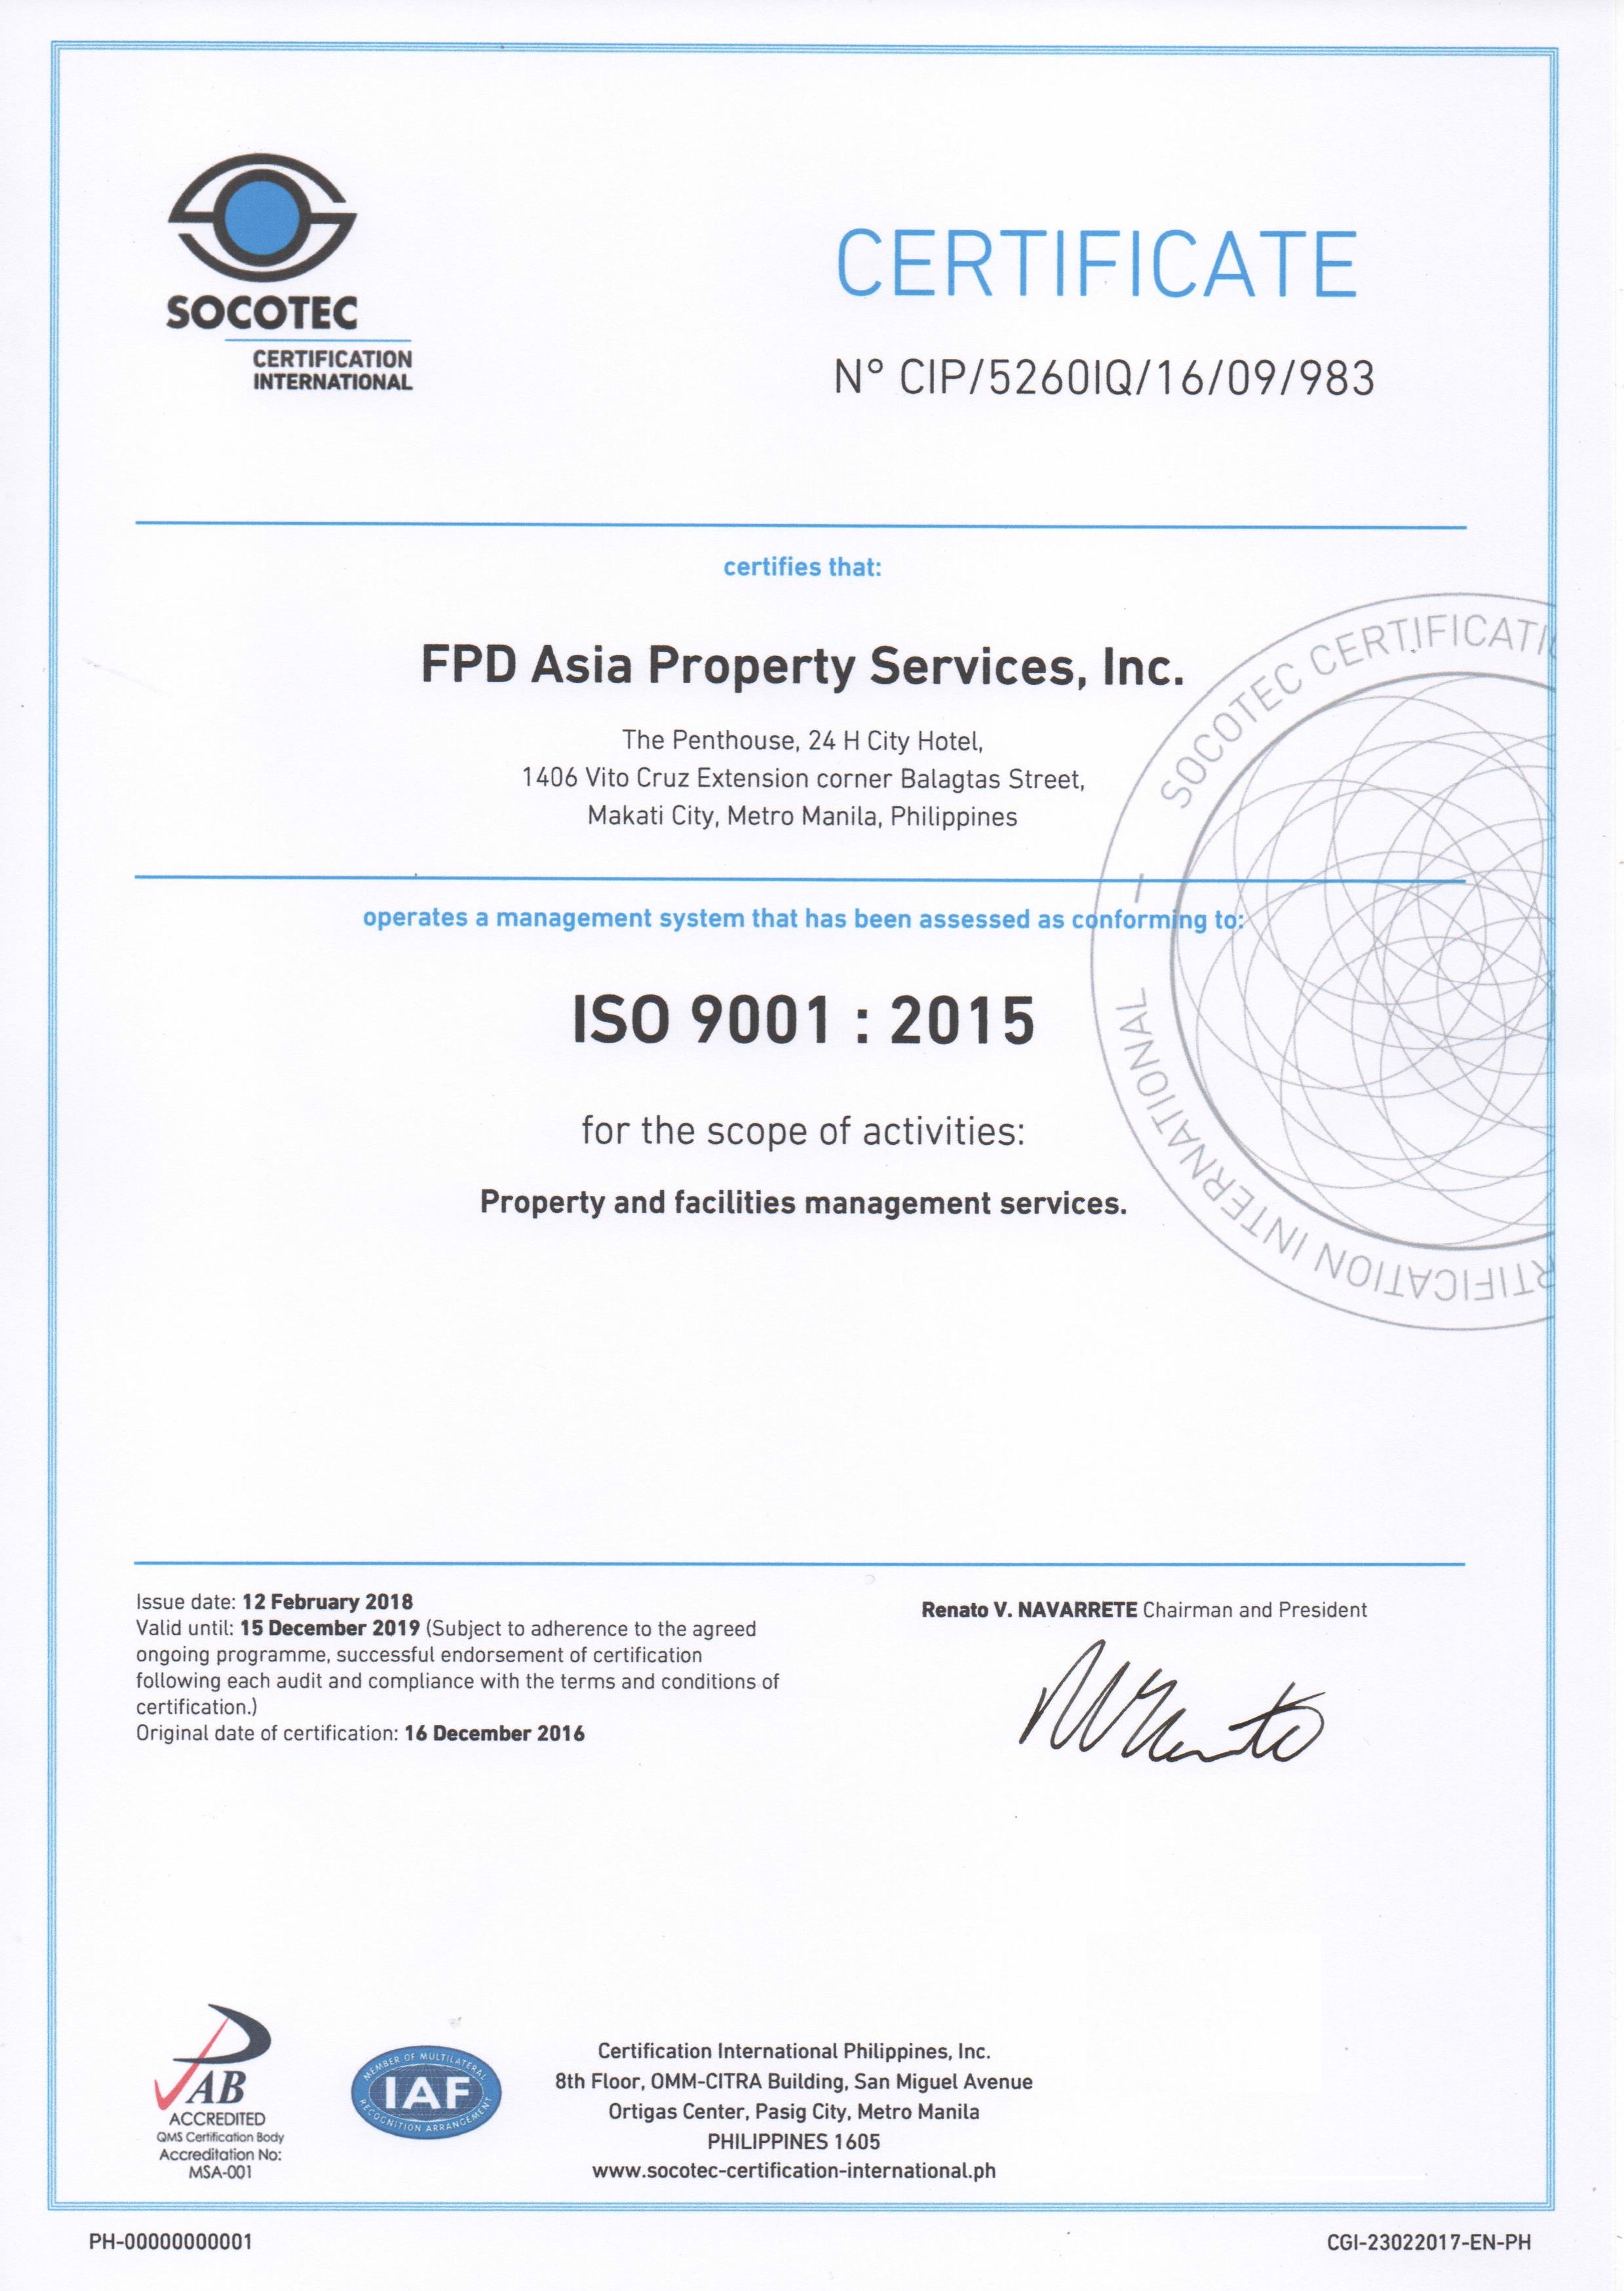 SOCOTEC
CERTIFICATION
INTERNATIONAL
CERTIFICATE
N° CIP/5260IQ/16/09/983
certifies that:
FPD Asia Property Services, Inc.
The Penthouse, 24 H City Hotel,
1406 Vito Cruz Extension corner Balagtas Street,
Makati City, Metro Manila, Philippines
SOCOTEC CERTIFICATI
RTIFICATION INTERNATIONAL –
operates a management system that has been assessed as conforming to:
ISO 9001 : 2015
for the scope of activities:
Property and facilities management services.
Issue date: 12 February 2018
Valid until: 15 December 2019 (Subject to adherence to the agreed
ongoing programme, successful endorsement of certification
following each audit and compliance with the terms and conditions of
certification.)
Original date of certification: 16 December 2016
Renato V. NAVARRETE Chairman and President
AB
ACCREDITED
QMS Certification Body
Accreditation No:
MSA-001
MEMBER OF MULTILATERAL
IAF
RECOGNITION ARRANGEMENT
Certification International Philippines, Inc.
8th Floor, OMM-CITRA Building, San Miguel Avenue
Ortigas Center, Pasig City, Metro Manila
PHILIPPINES 1605
www.socotec-certification-international.ph
PH-00000000001
CGI-23022017-EN-PH